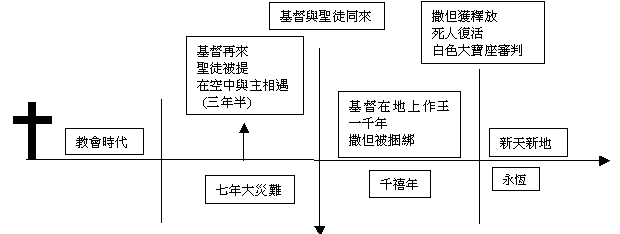 基督與聖徒同來
撒但獲釋放
死人復活
白色大寶座審判
基督再來
聖徒被提
在空中與主相遇
(三年半)
基督在地上作王
一千年
撒但被捆綁
教會時代
新天新地
七年大災難
千禧年
永恆